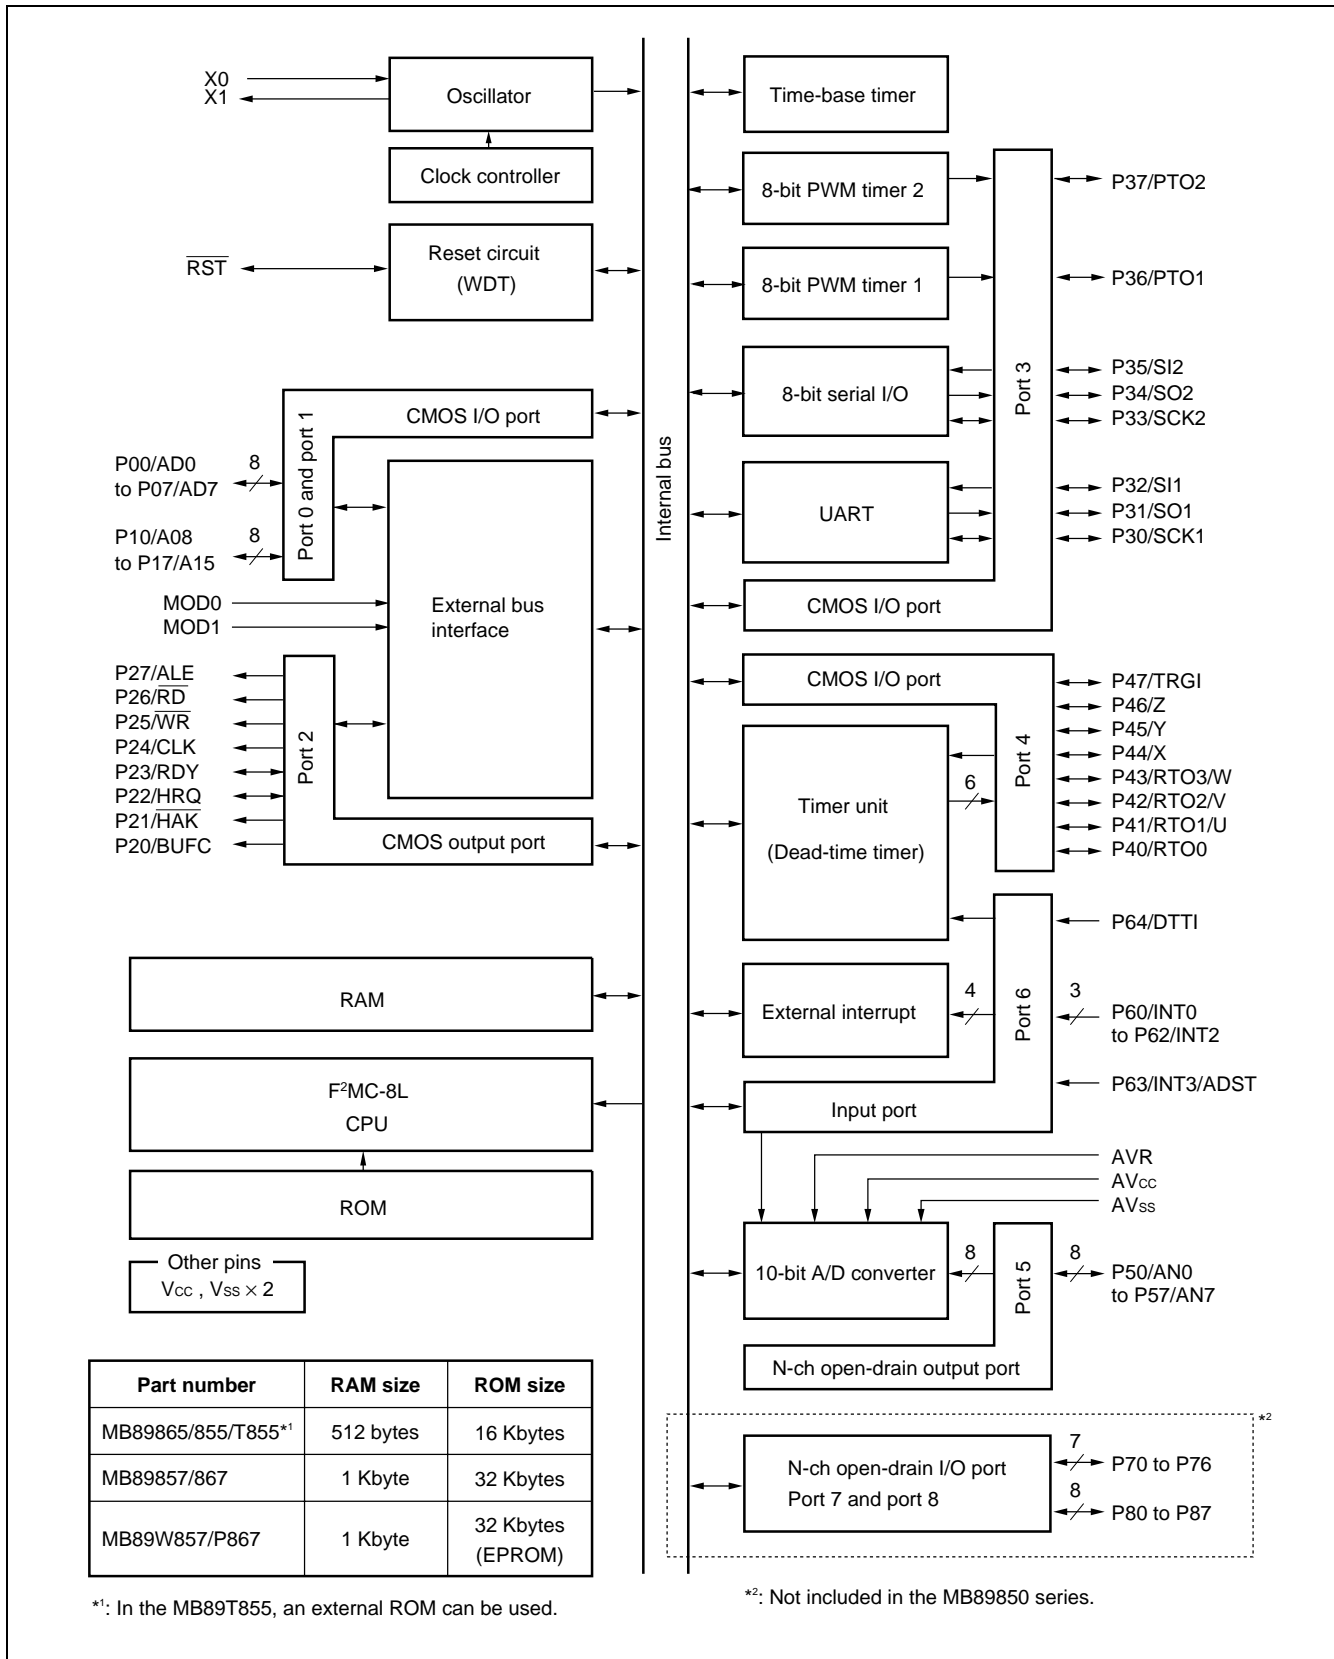 X0
X1
Oscillator
Clock controller
RST
Reset circuit
(WDT)
CMOS I/O port
Port 0 and port 1
P00/AD0
to P07/AD7
8
P10/A08
to P17/A15
8
MOD0
MOD1
External bus
interface
P27/ALE
P26/RD
P25/WR
P24/CLK
P23/RDY
P22/HRQ
P21/HAK
P20/BUFC
Port 2
CMOS output port
RAM
F²MC-8L
CPU
ROM
Other pins
VCC , VSS × 2
Internal bus
Time-base timer
8-bit PWM timer 2
8-bit PWM timer 1
8-bit serial I/O
UART
CMOS I/O port
Port 3
P37/PTO2
P36/PTO1
P35/SI2
P34/SO2
P33/SCK2
P32/SI1
P31/SO1
P30/SCK1
CMOS I/O port
Port 4
Timer unit
(Dead-time timer)
6
P47/TRGI
P46/Z
P45/Y
P44/X
P43/RTO3/W
P42/RTO2/V
P41/RTO1/U
P40/RTO0
P64/DTTI
External interrupt
4
Port 6
3
P60/INT0
to P62/INT2
P63/INT3/ADST
Input port
AVR
AVCC
AVSS
10-bit A/D converter
8
Port 5
8
P50/AN0
to P57/AN7
N-ch open-drain output port
*2
N-ch open-drain I/O port
Port 7 and port 8
7
P70 to P76
8
P80 to P87
Part number RAM size ROM size
MB89865/855/T855*1 512 bytes 16 Kbytes
MB89857/867 1 Kbyte 32 Kbytes
MB89W857/P867 1 Kbyte 32 Kbytes
(EPROM)
*1: In the MB89T855, an external ROM can be used.
*2: Not included in the MB89850 series.